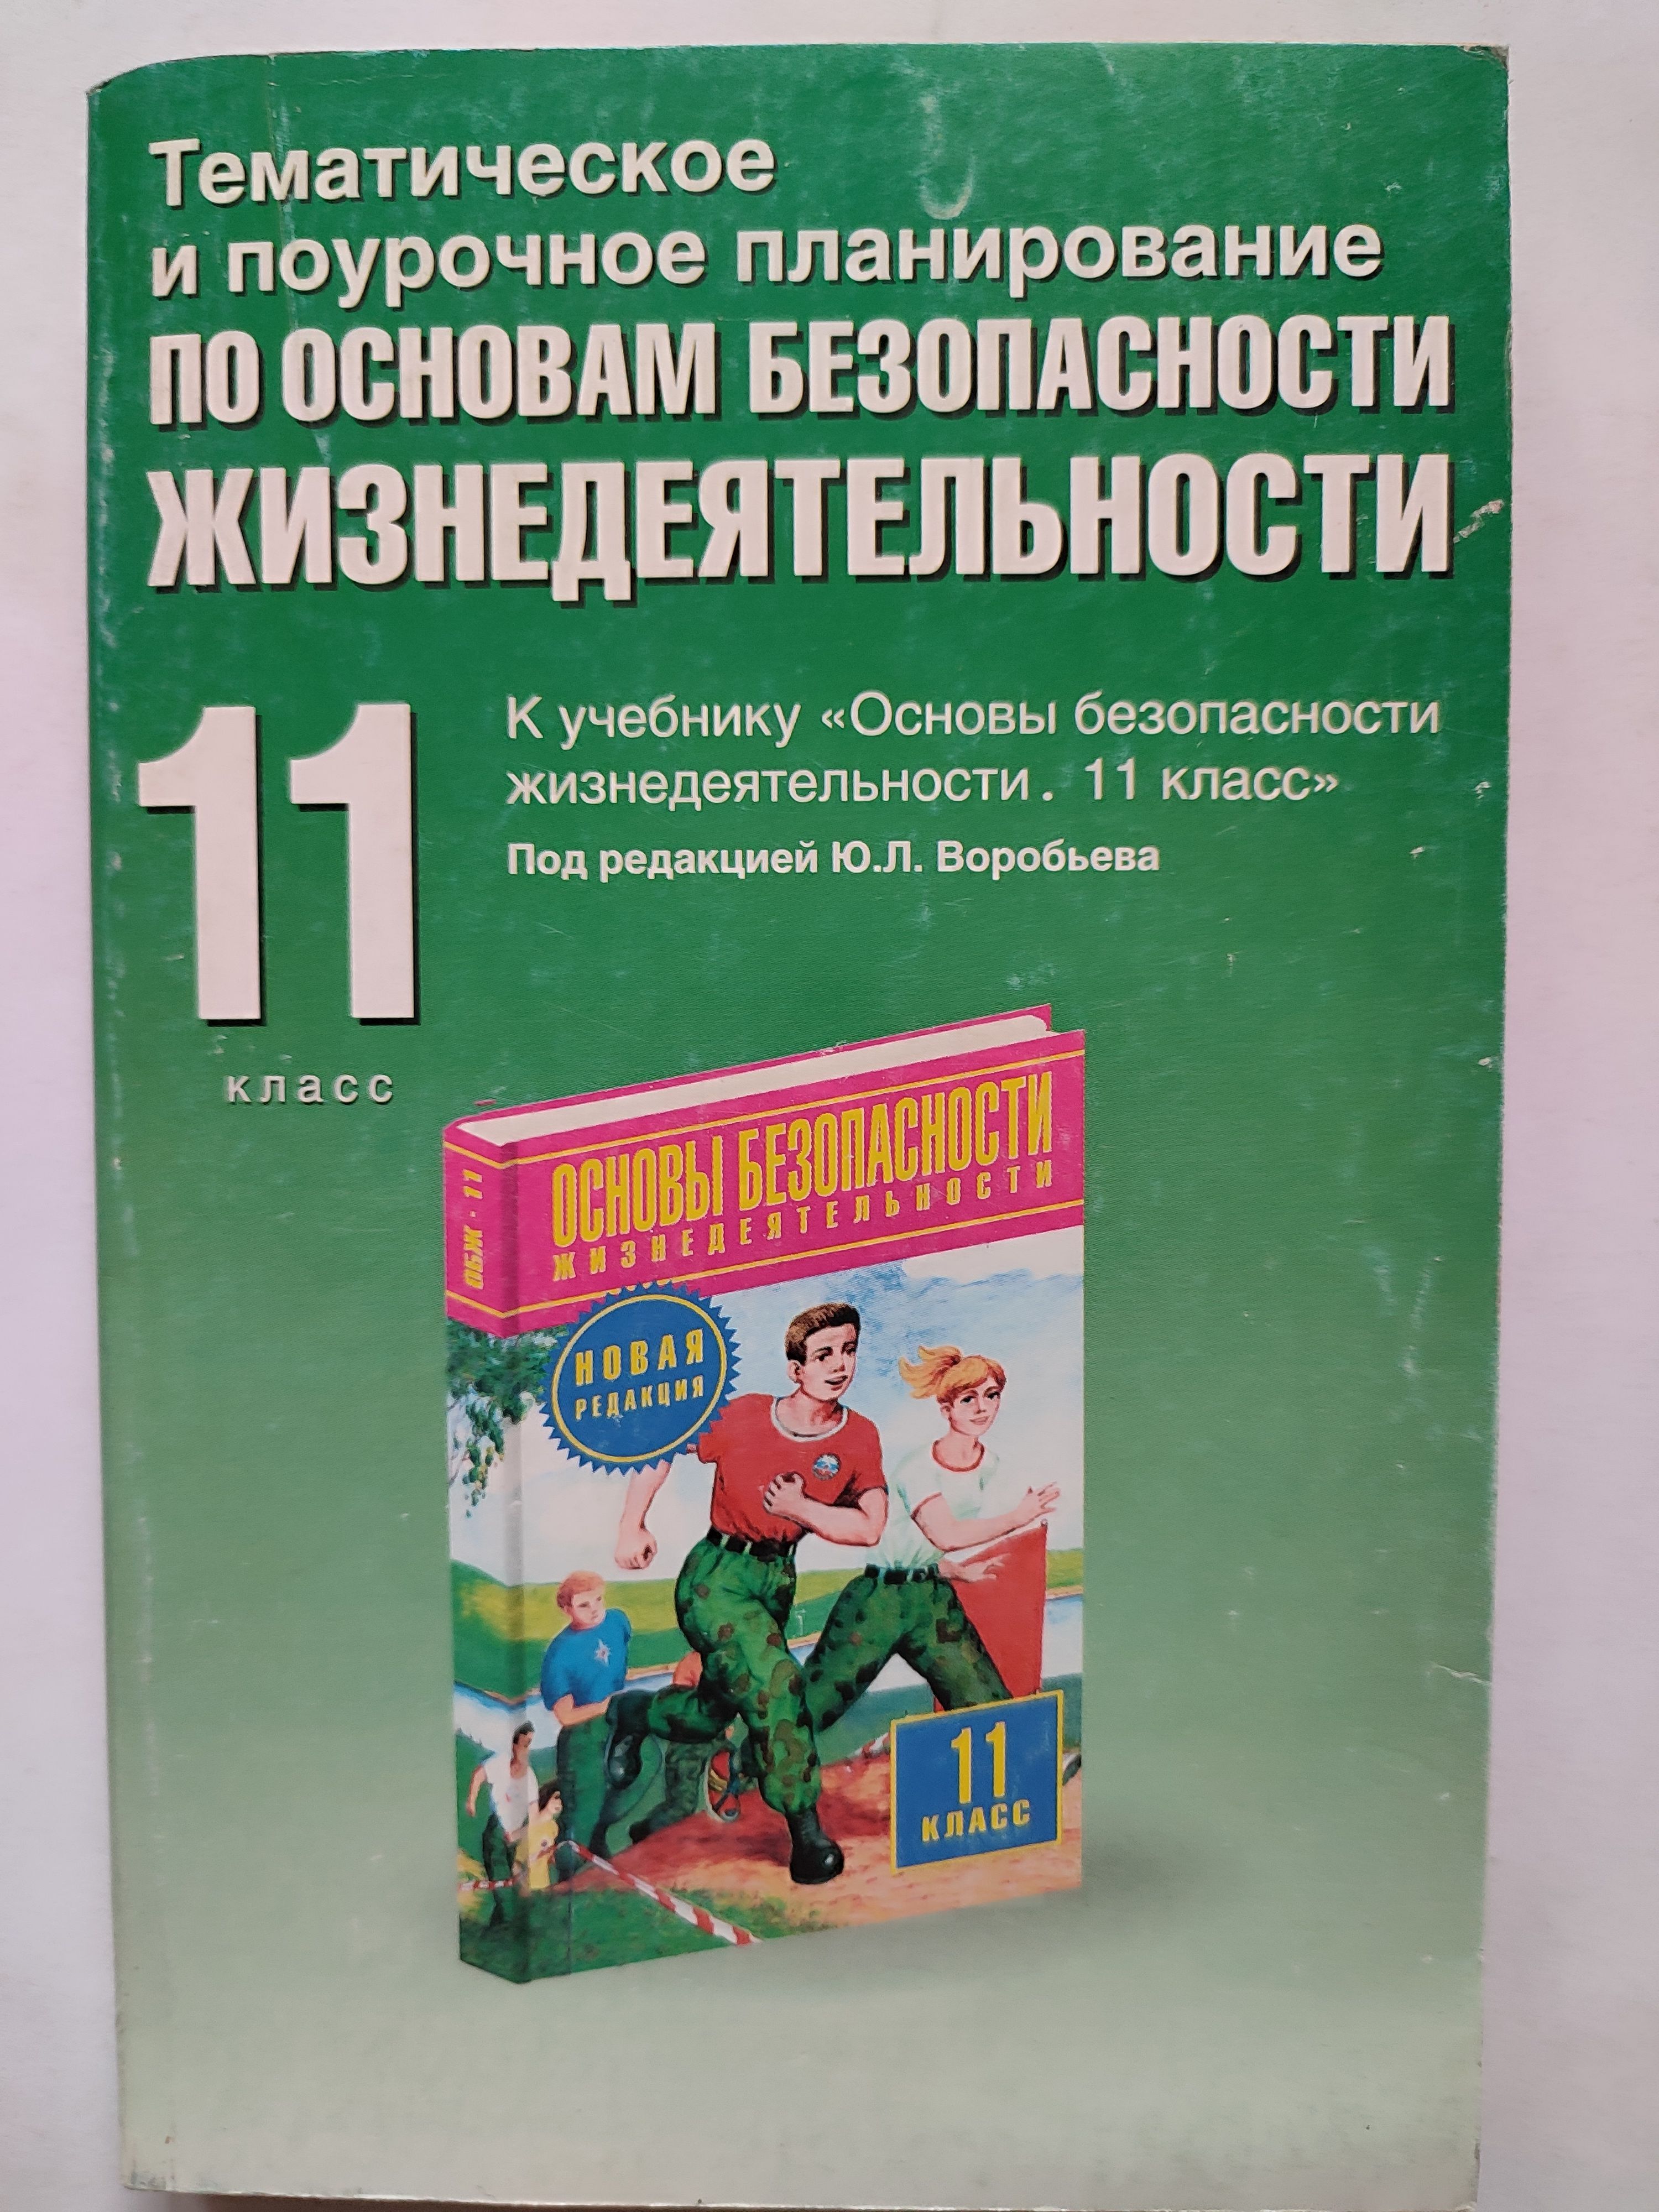 Тематическое
и поурочное планирование
ПО ОСНОВАМ БЕЗОПАСНОСТИ
ЖИЗНЕДЕЯТЕЛЬНОСТИ
11
класс
К учебнику «Основы безопасности
жизнедеятельности. 11 класс»
Под редакцией Ю.Л. Воробьева
ОБЖ · 11
ОСНОВЫ БЕЗОПАСНОСТИ
ЖИЗНЕДЕЯТЕЛЬНОСТИ
НОВАЯ
РЕДАКЦИЯ
11
КЛАСС